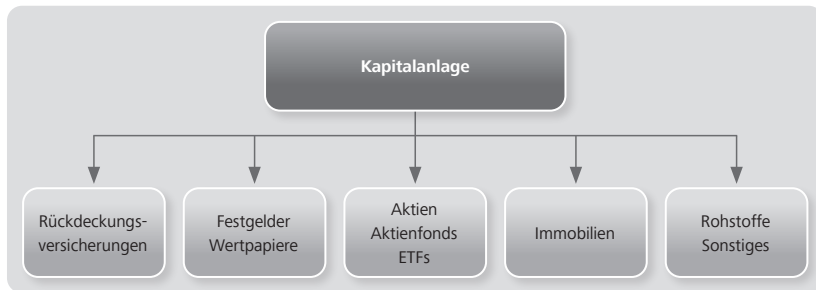 Kapitalanlage
Rückdeckungs-
versicherungen
Festgelder
Wertpapiere
Aktien
Aktienfonds
ETFs
Immobilien
Rohstoffe
Sonstiges